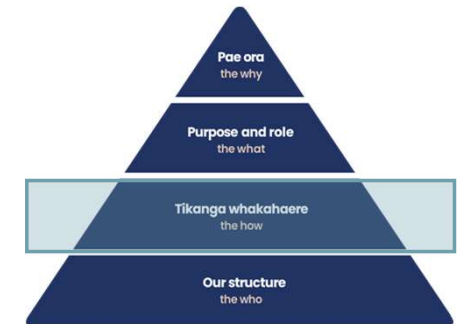 Pae ora
the why
Purpose and role
the what
Tikanga whakahaere
the how
Our structure
the who